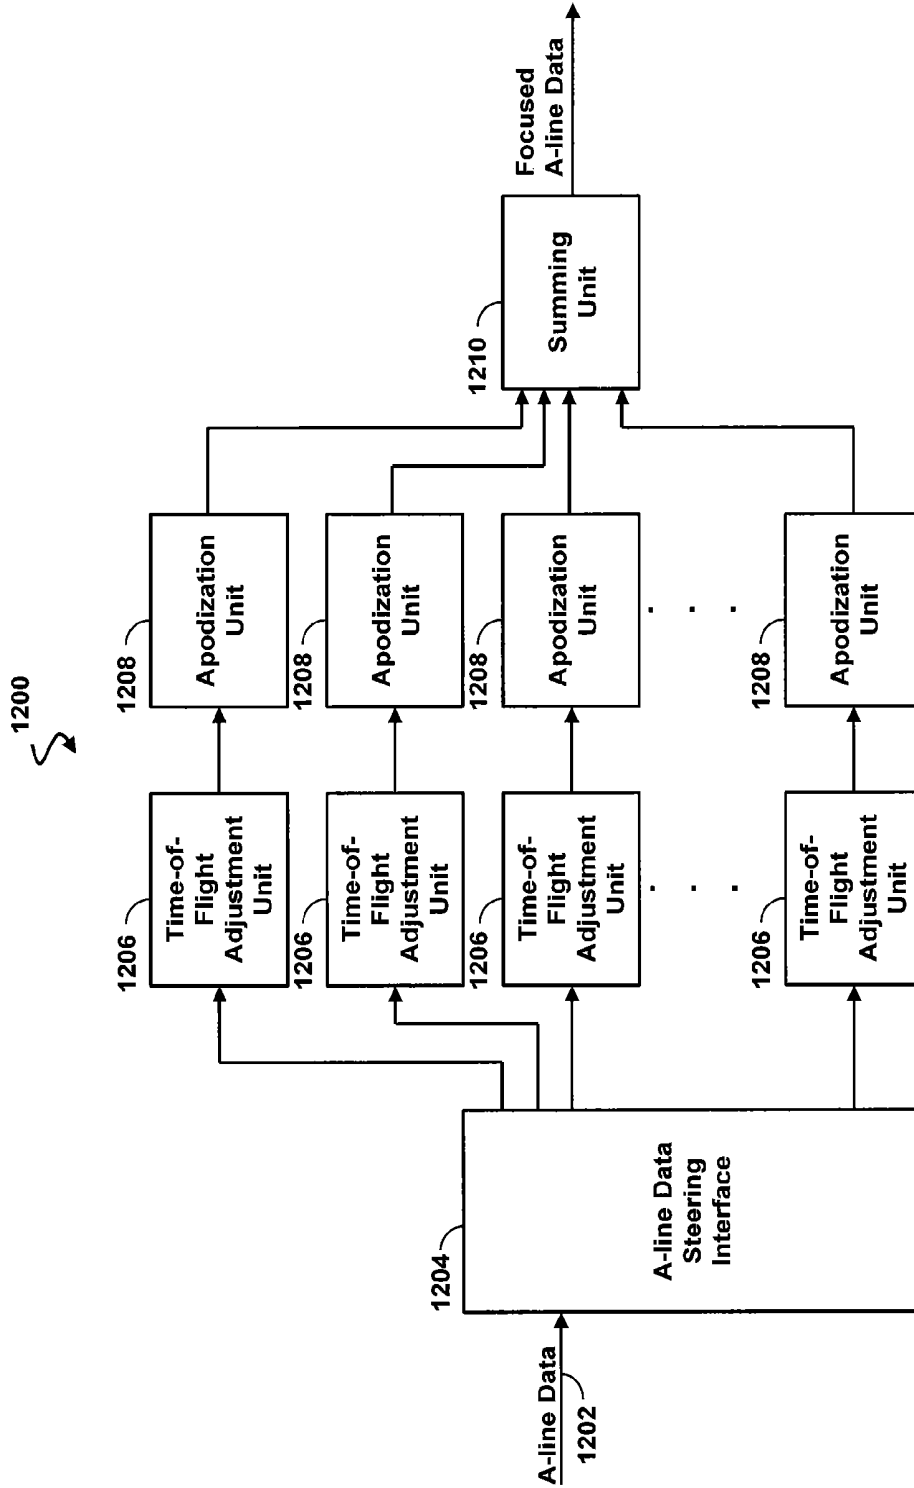 1200
A-line Data
1202
1204
A-line Data
Steering
Interface
1206
Time-of-
Flight
Adjustment
Unit
1208
Apodization
Unit
1206
Time-of-
Flight
Adjustment
Unit
1208
Apodization
Unit
1206
Time-of-
Flight
Adjustment
Unit
1208
Apodization
Unit
. . .
. . .
1206
Time-of-
Flight
Adjustment
Unit
1208
Apodization
Unit
1210
Summing
Unit
Focused
A-line Data